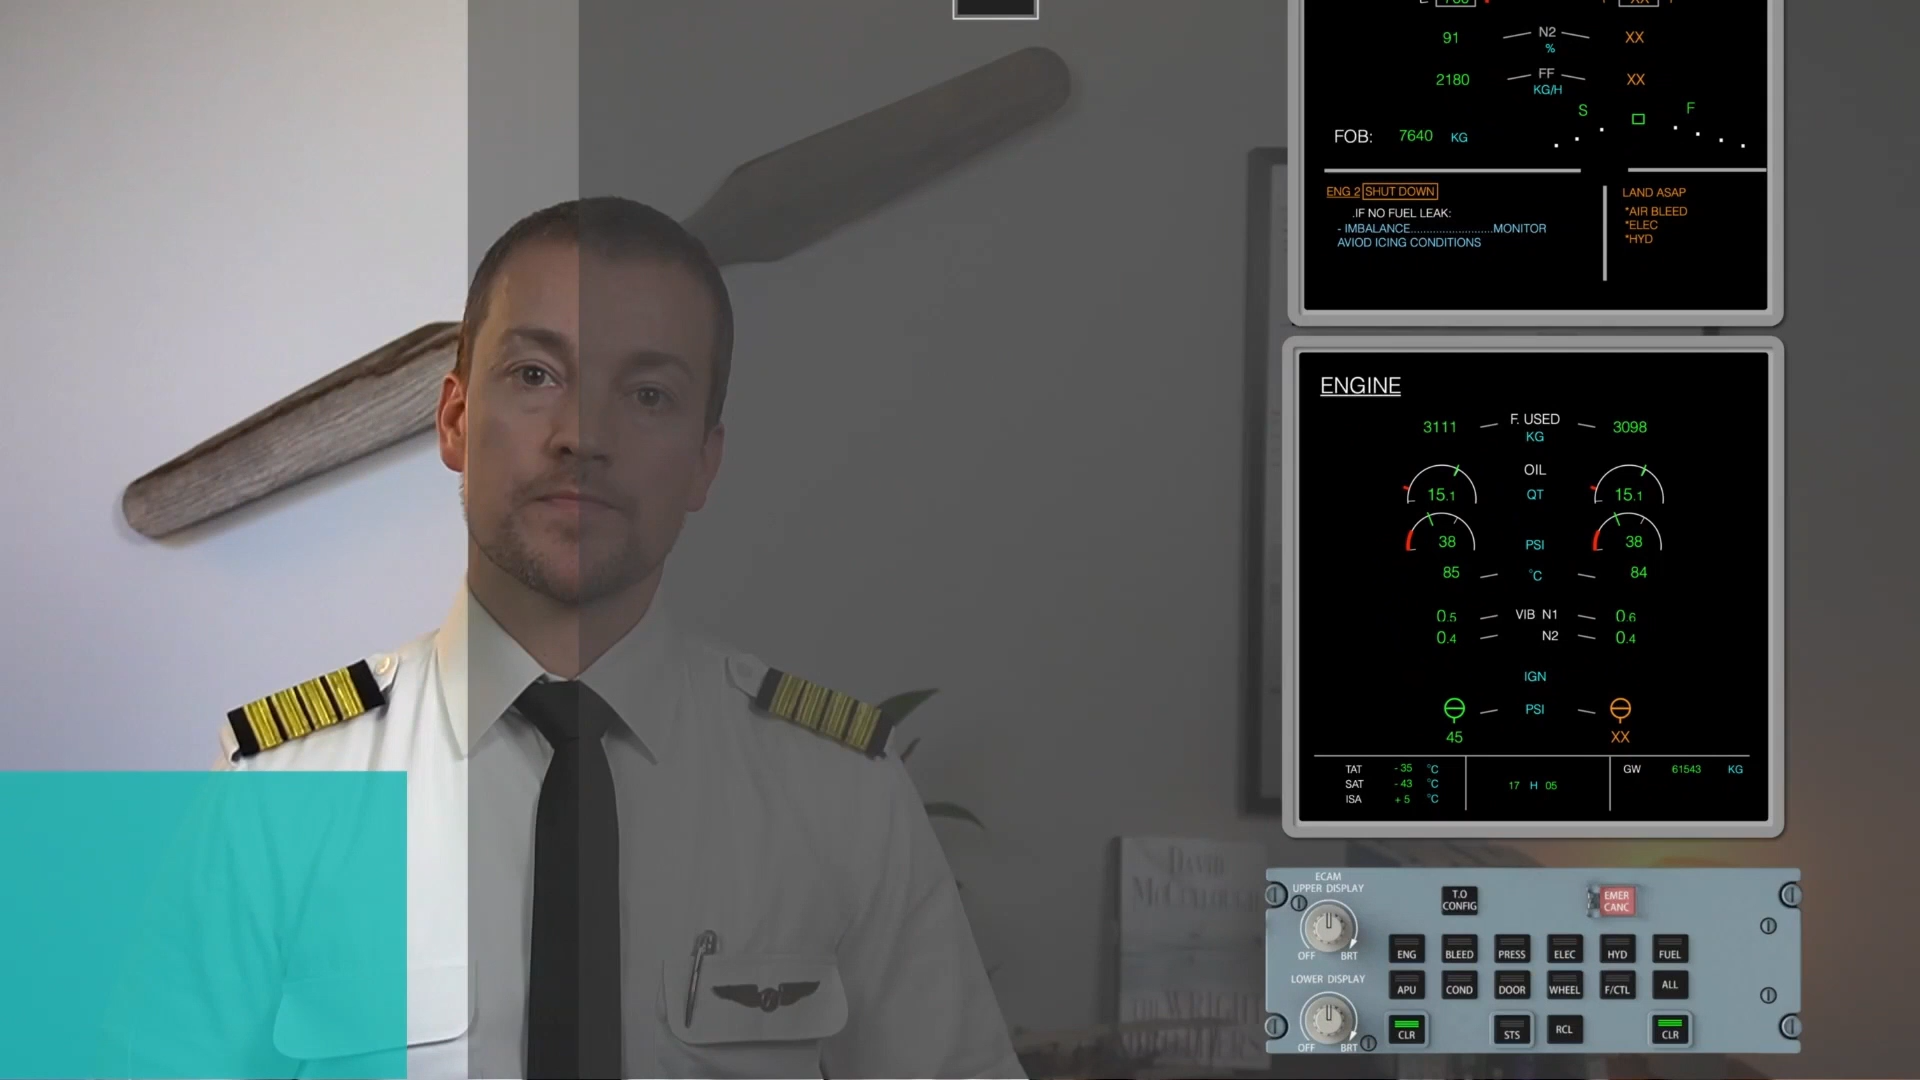 91 N2 XX
%
2180 FF XX
KG/H
S F
FOB: 7640 KG
ENG 2 SHUT DOWN
.IF NO FUEL LEAK:
- IMBALANCE..........................MONITOR
AVIOD ICING CONDITIONS
LAND ASAP
*AIR BLEED
*ELEC
*HYD
ENGINE
3111 F. USED 3098
KG
OIL
15.1 QT 15.1
38 PSI 38
85 °C 84
0.5 VIB N1 0.6
0.4 N2 0.4
IGN
PSI
45 XX
TAT - 35 °C
SAT - 43 °C
ISA + 5 °C
17 H 05
GW 61543 KG
ECAM
UPPER DISPLAY
OFF BRT
T.O
CONFIG
EMER
CANC
ENG BLEED PRESS ELEC HYD FUEL
LOWER DISPLAY
OFF BRT
APU COND DOOR WHEEL F/CTL ALL
CLR STS RCL CLR
DAVID
MCCULLOUGH
THE WRIGHT
BROTHERS